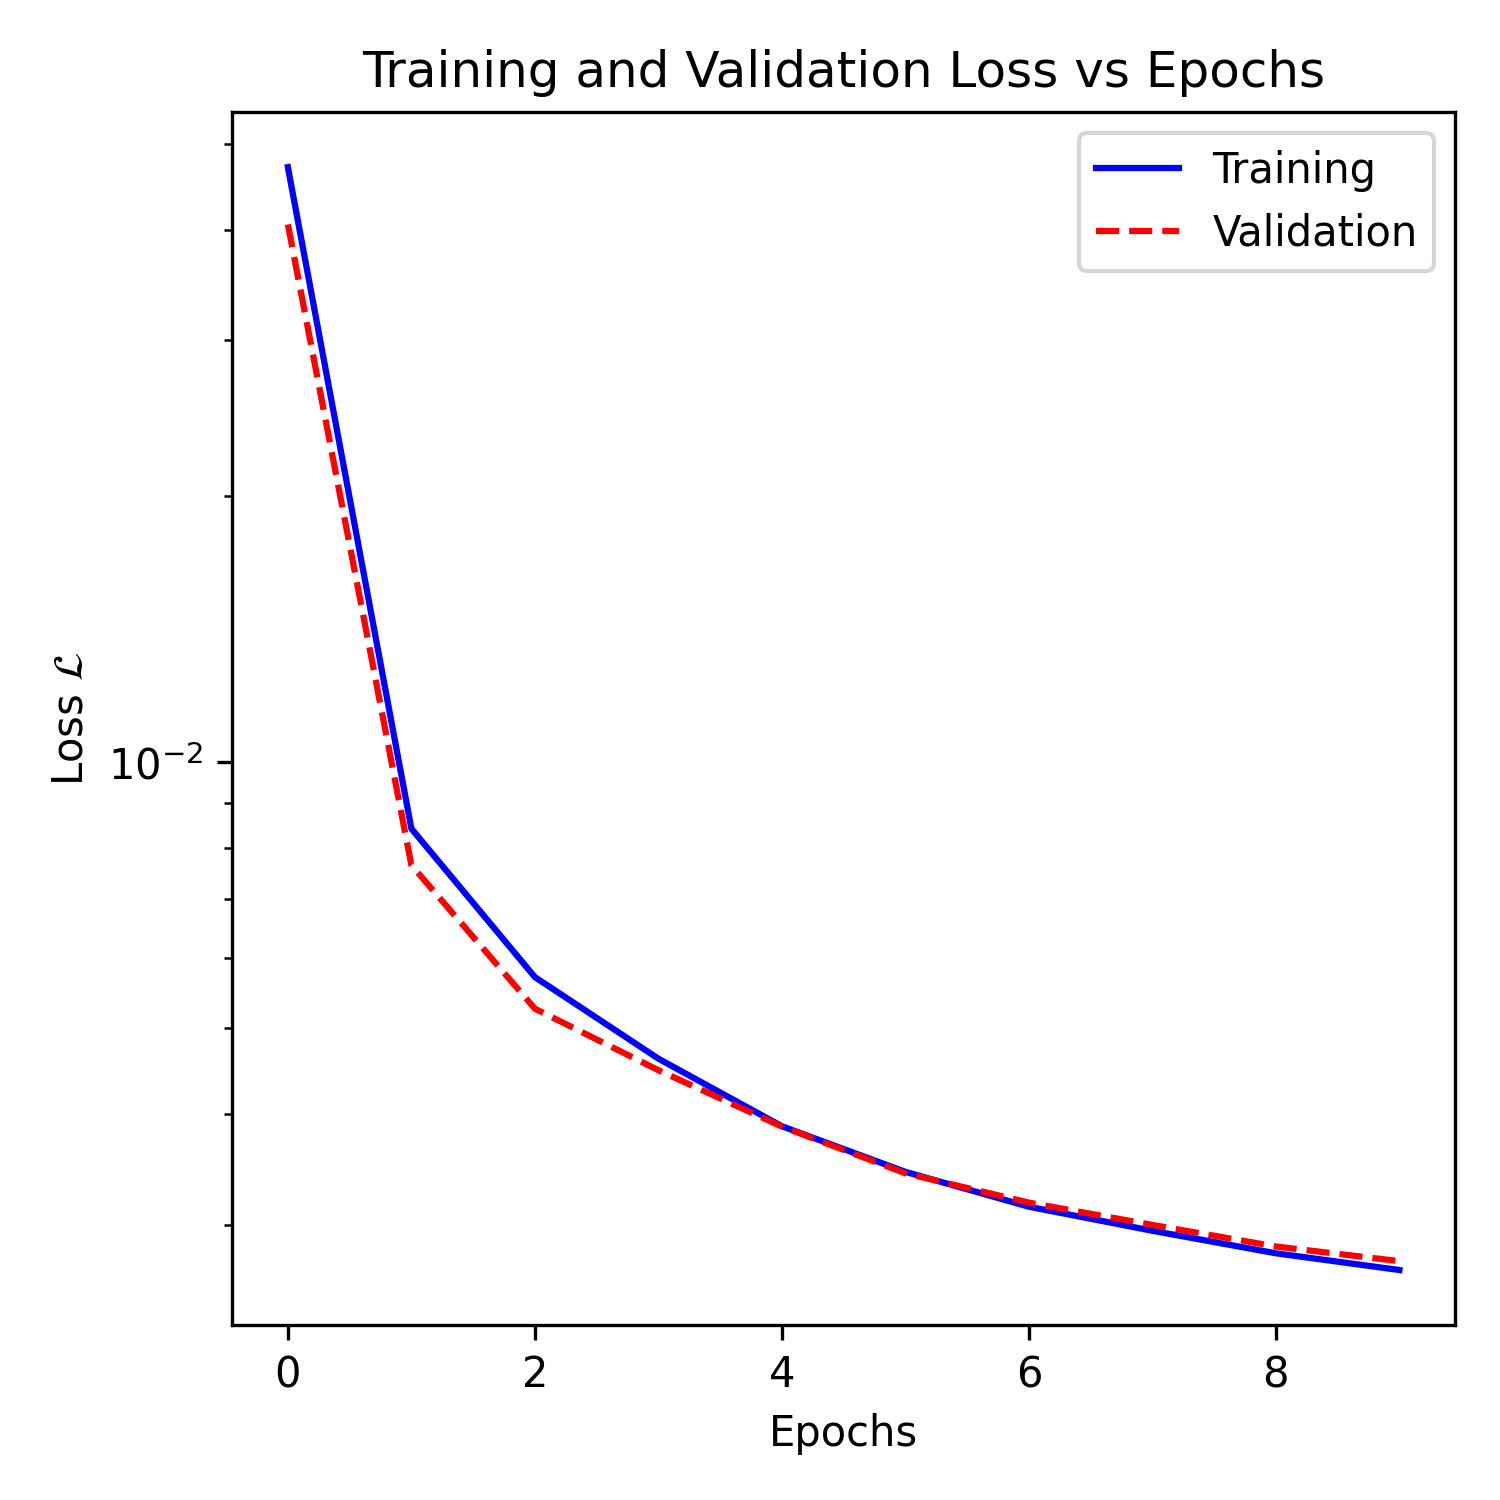 Training and Validation Loss vs Epochs
Training
Validation
Loss ℒ
10⁻²
0 2 4 6 8
Epochs